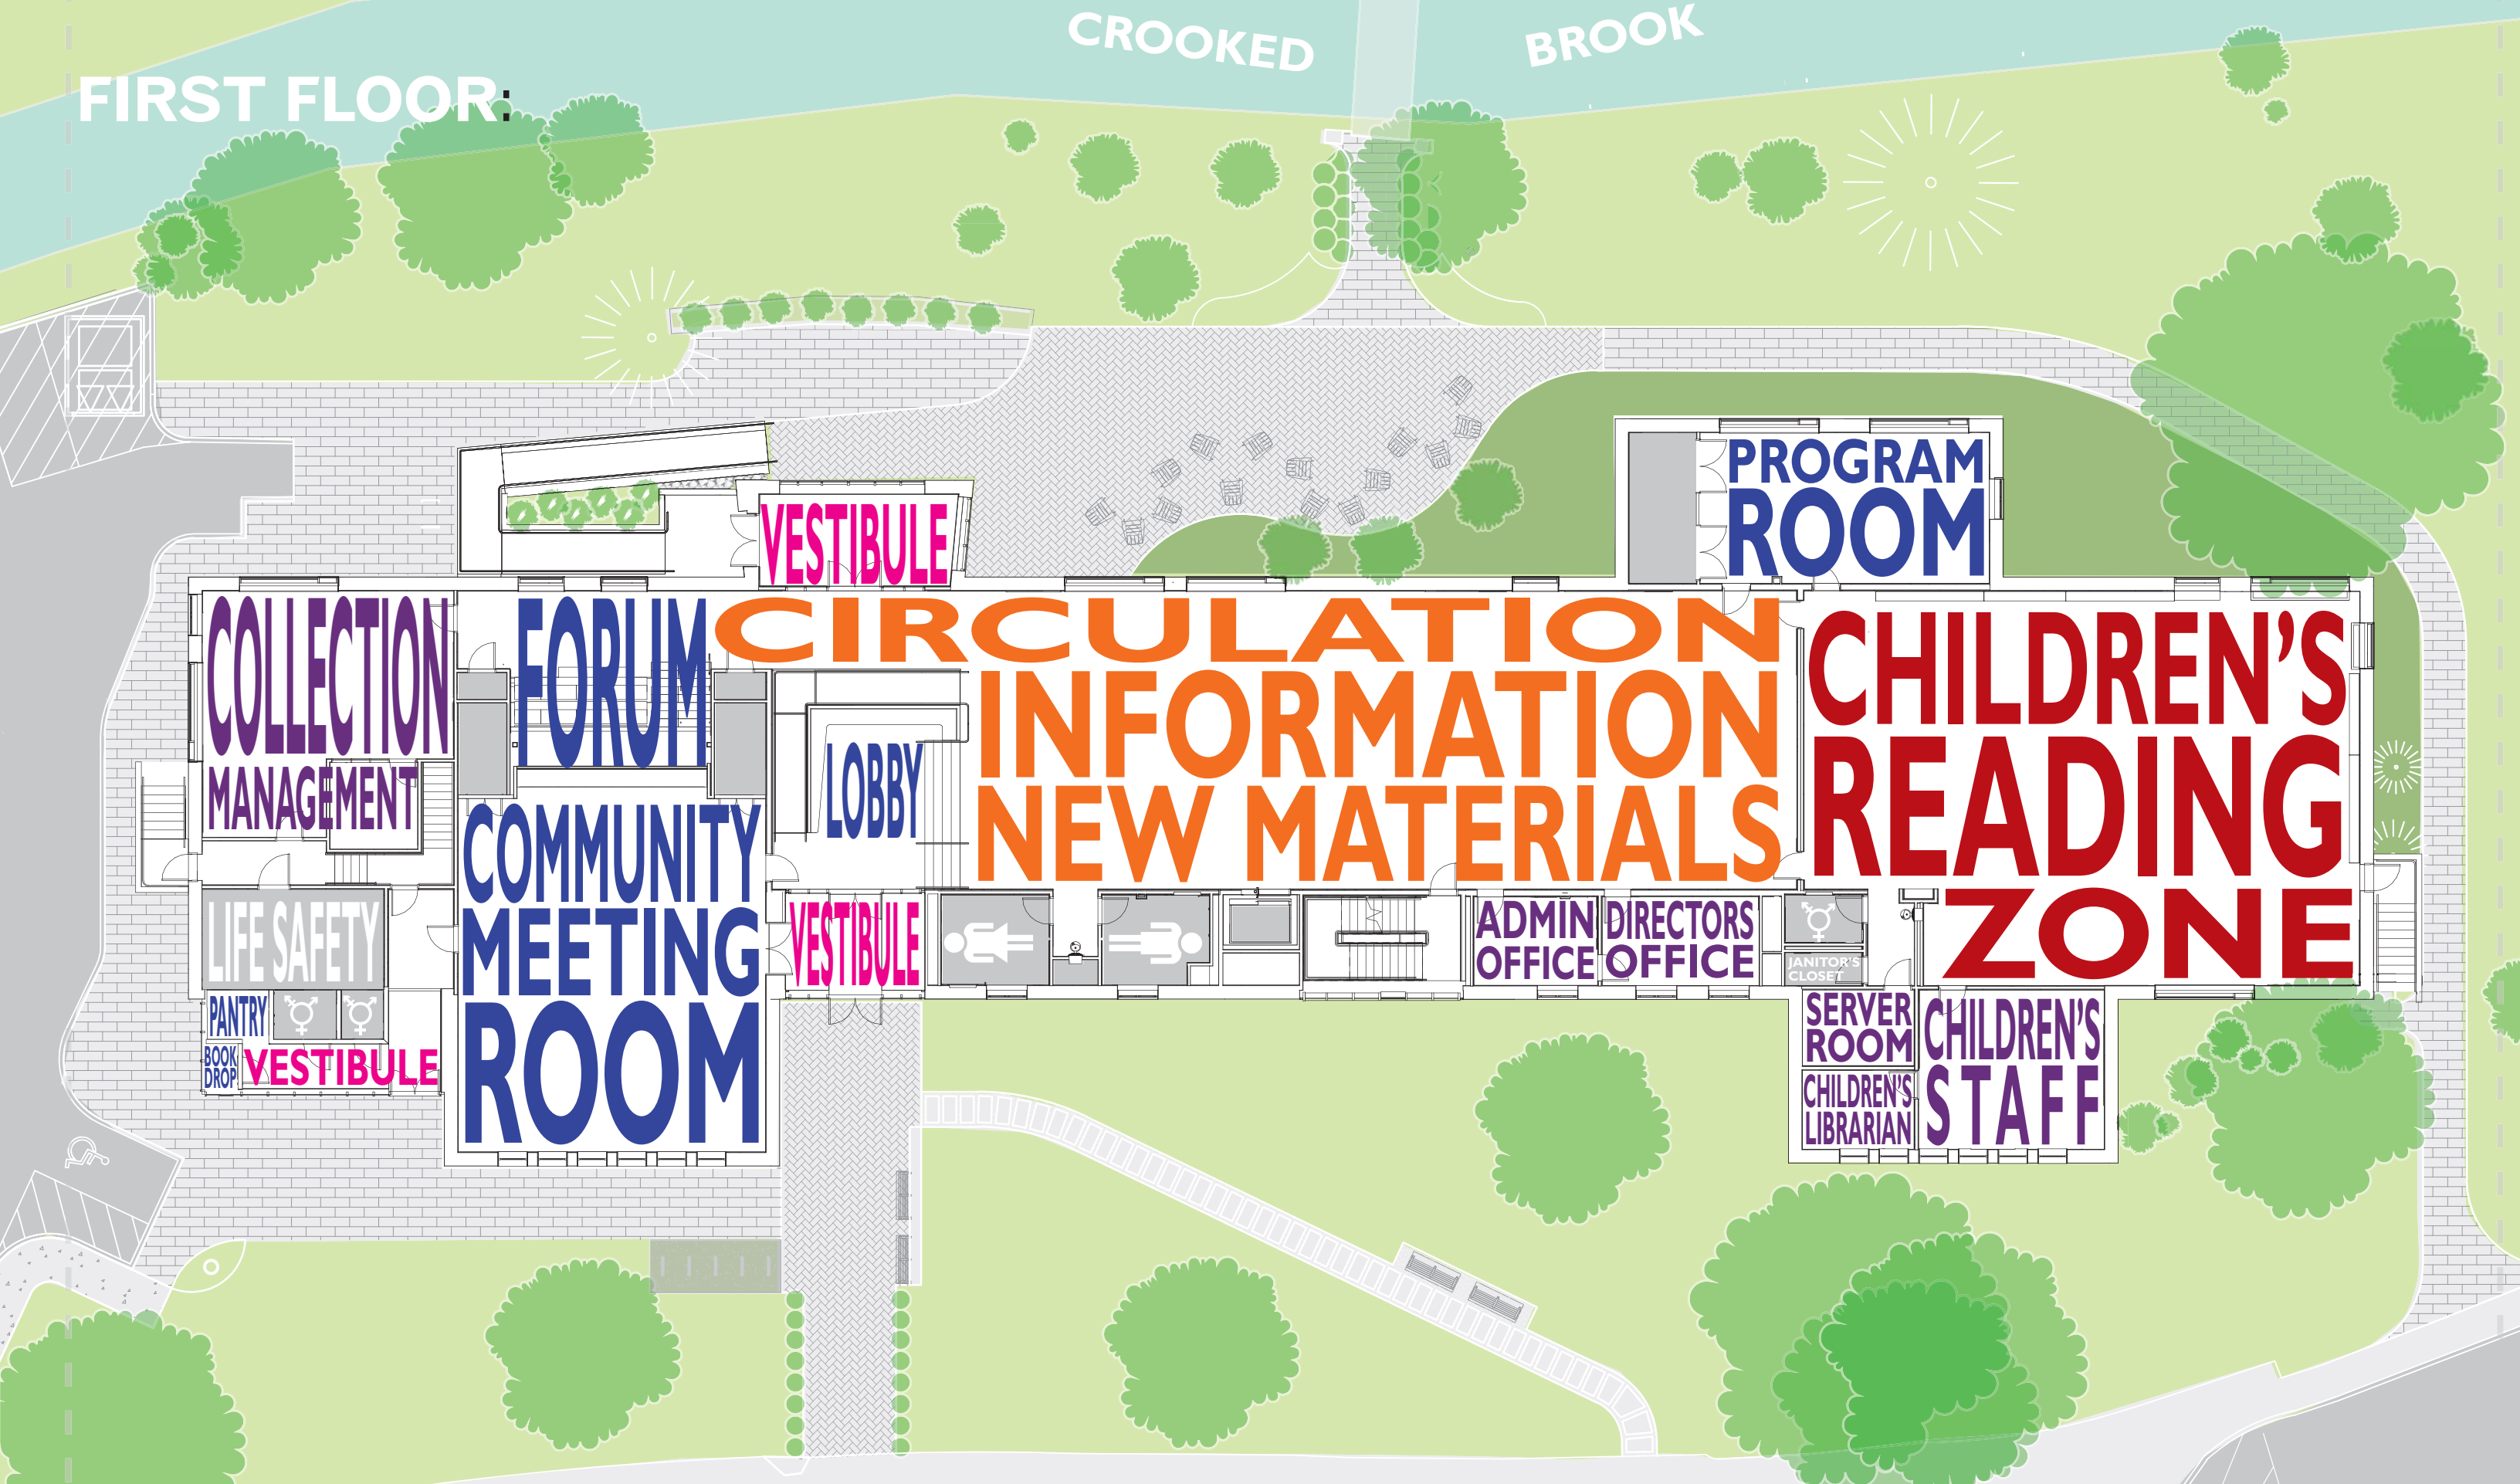 CROOKED BROOK
FIRST FLOOR:
PROGRAM
ROOM
VESTIBULE
COLLECTION
MANAGEMENT
FORUM
CIRCULATION
INFORMATION
NEW MATERIALS
CHILDREN'S
READING
ZONE
LOBBY
COMMUNITY
MEETING
ROOM
LIFE SAFETY
VESTIBULE
ADMIN
OFFICE
DIRECTORS
OFFICE
JANITOR'S
CLOSET
PANTRY
BOOK
DROP
VESTIBULE
SERVER
ROOM
CHILDREN'S
LIBRARIAN
CHILDREN'S
STAFF